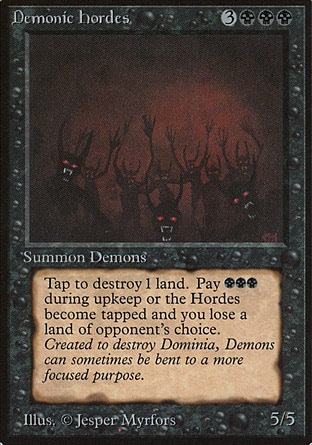 Demonic Hordes 3
Summon Demons
Tap to destroy 1 land. Pay
during upkeep or the Hordes
become tapped and you lose a
land of opponent's choice.
Created to destroy Dominia, Demons
can sometimes be bent to a more
focused purpose.
Illus. © Jesper Myrfors 5/5